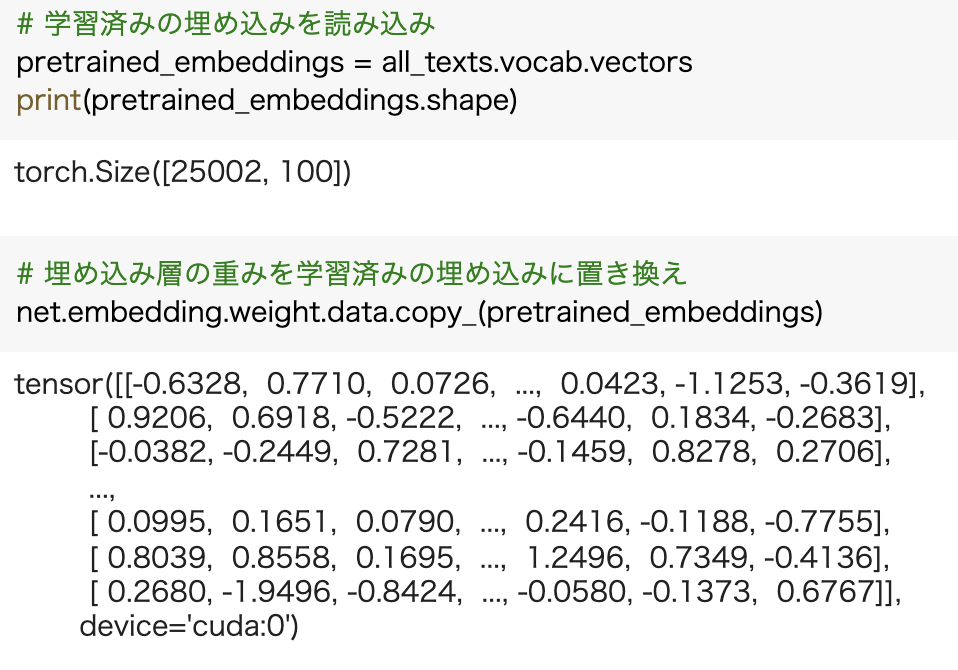 # 学習済みの埋め込みを読み込み
pretrained_embeddings = all_texts.vocab.vectors
print(pretrained_embeddings.shape)
torch.Size([25002, 100])
# 埋め込み層の重みを学習済みの埋め込みに置き換え
net.embedding.weight.data.copy_(pretrained_embeddings)
tensor([[-0.6328,  0.7710,  0.0726,  ...,  0.0423, -1.1253, -0.3619],
        [ 0.9206,  0.6918, -0.5222,  ..., -0.6440,  0.1834, -0.2683],
        [-0.0382, -0.2449,  0.7281,  ..., -0.1459,  0.8278,  0.2706],
        ...,
        [ 0.0995,  0.1651,  0.0790,  ...,  0.2416, -0.1188, -0.7755],
        [ 0.8039,  0.8558,  0.1695,  ...,  1.2496,  0.7349, -0.4136],
        [ 0.2680, -1.9496, -0.8424,  ..., -0.0580, -0.1373,  0.6767]],
       device='cuda:0')